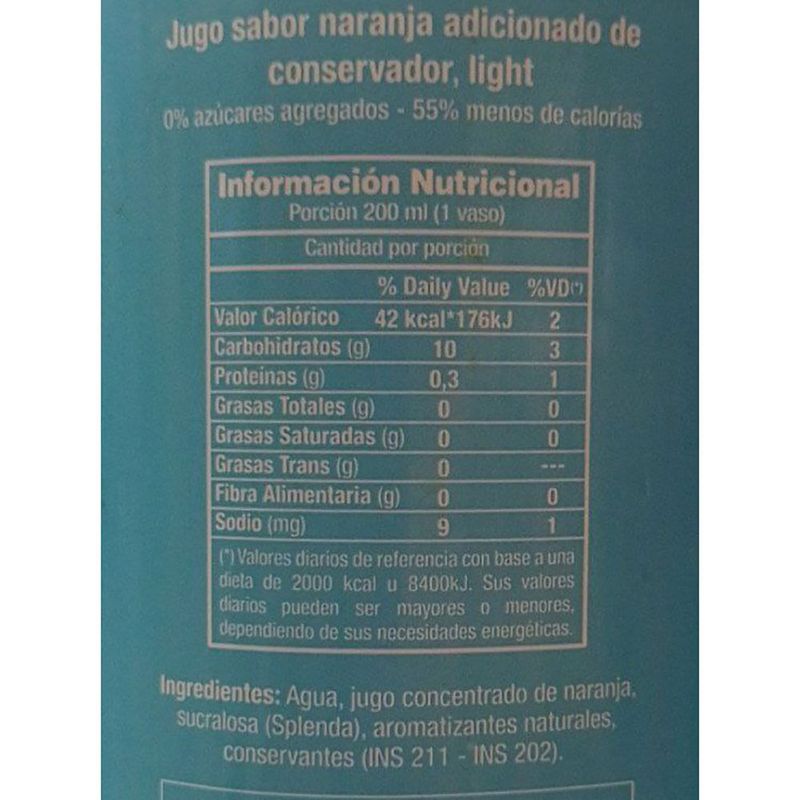 Jugo sabor naranja adicionado de
conservador, light
0% azúcares agregados - 55% menos de calorías
Información Nutricional
Porción 200 ml (1 vaso)
Cantidad por porción
% Daily Value %VD(*)
Valor Calórico 42 kcal*176kJ 2
Carbohidratos (g) 10 3
Proteinas (g) 0,3 1
Grasas Totales (g) 0 0
Grasas Saturadas (g) 0 0
Grasas Trans (g) 0 ---
Fibra Alimentaria (g) 0 0
Sodio (mg) 9 1
(*) Valores diarios de referencia con base a una
dieta de 2000 kcal u 8400kJ. Sus valores
diarios pueden ser mayores o menores,
dependiendo de sus necesidades energéticas.
Ingredientes: Agua, jugo concentrado de naranja,
sucralosa (Splenda), aromatizantes naturales,
conservantes (INS 211 - INS 202).